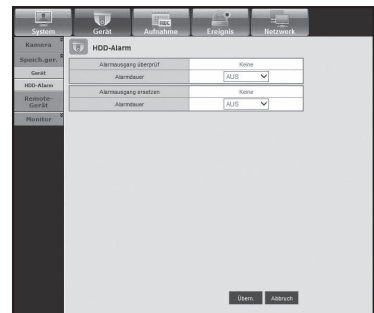 System Gerät Aufnahme Ereignis Netzwerk
Kamera
Speich.ger.
Gerät
HDD-Alarm
Remote-
Gerät
Monitor
HDD-Alarm
Alarmausgang überprüf Keine
Alarmdauer AUS
Alarmausgang ersetzen Keine
Alarmdauer AUS
Übern. Abbruch